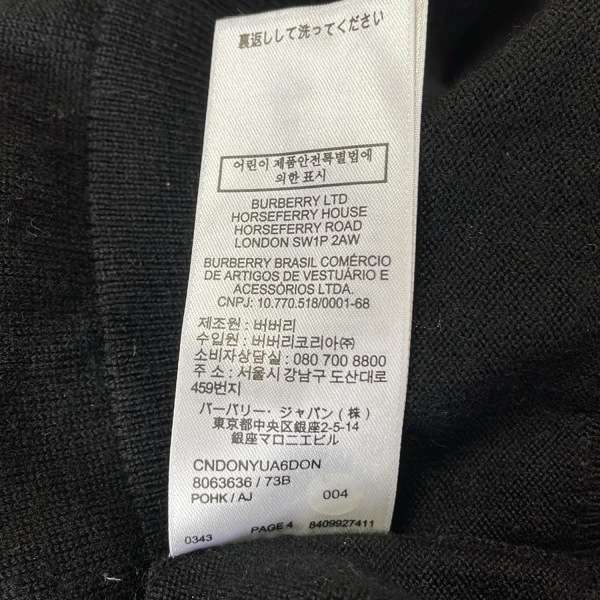 裏返しして洗ってください
어린이 제품안전특별법에
의한 표시
BURBERRY LTD
HORSEFERRY HOUSE
HORSEFERRY ROAD
LONDON SW1P 2AW
BURBERRY BRASIL COMÉRCIO
DE ARTIGOS DE VESTUÁRIO E
ACESSÓRIOS LTDA.
CNPJ: 10.770.518/0001-68
제조원 : 버버리
수입원 : 버버리코리아㈜
소비자상담실 : 080 700 8800
주 소 : 서울시 강남구 도산대로
459번지
バーバリー・ジャパン(株)
東京都中央区銀座2-5-14
銀座マロニエビル
CNDONYUA6DON
8063636 / 73B
POHK / AJ 004
0343 PAGE 4 8409927411